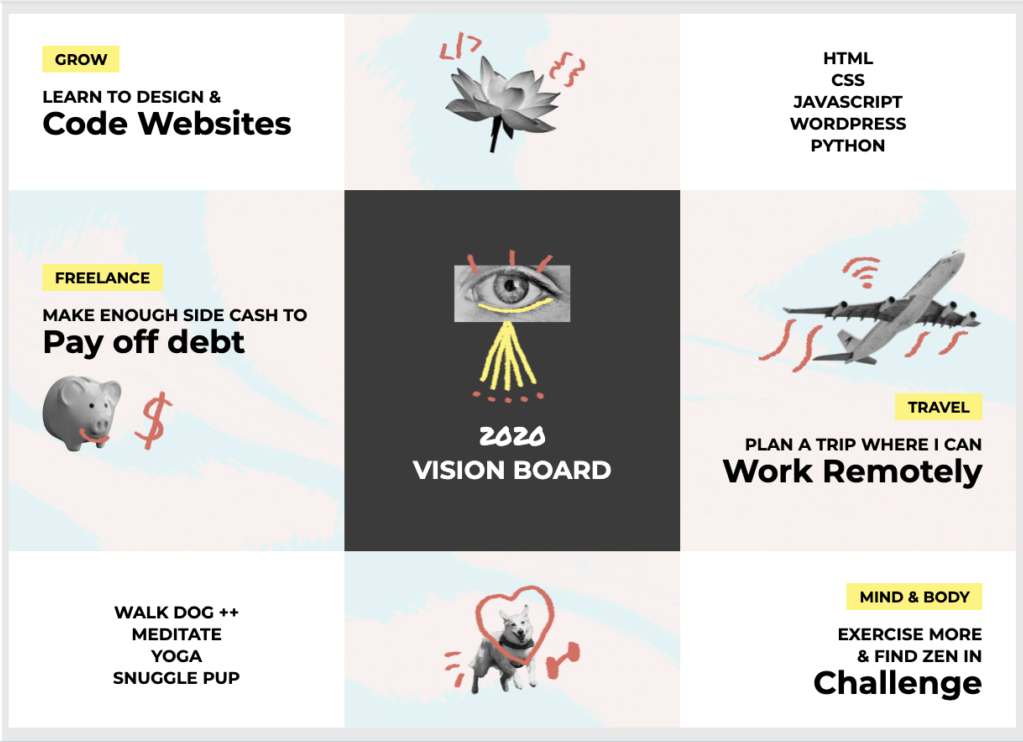 GROW
LEARN TO DESIGN &
Code Websites
</>
{ }
HTML
CSS
JAVASCRIPT
WORDPRESS
PYTHON
FREELANCE
MAKE ENOUGH SIDE CASH TO
Pay off debt
$
2020
VISION BOARD
TRAVEL
PLAN A TRIP WHERE I CAN
Work Remotely
WALK DOG ++
MEDITATE
YOGA
SNUGGLE PUP
MIND & BODY
EXERCISE MORE
& FIND ZEN IN
Challenge